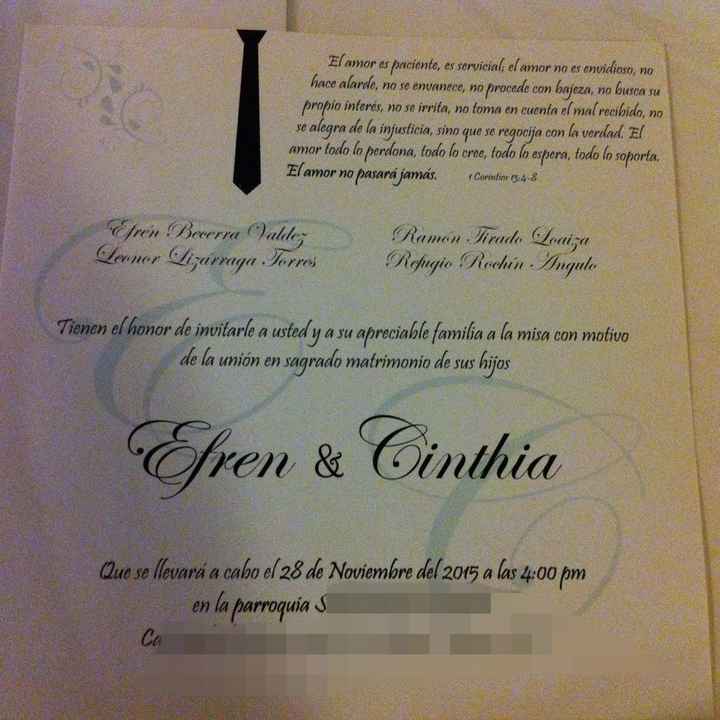 El amor es paciente, es servicial; el amor no es envidioso, no
hace alarde, no se envanece, no procede con bajeza, no busca su
propio interés, no se irrita, no toma en cuenta el mal recibido, no
se alegra de la injusticia, sino que se regocija con la verdad. El
amor todo lo perdona, todo lo cree, todo lo espera, todo lo soporta.
El amor no pasará jamás. 1 Corintios 13:4-8
Efrén Becerra Valdez
Leonor Lizárraga Torres
Ramón Tirado Loaiza
Refugio Rochín Angulo
Tienen el honor de invitarle a usted y a su apreciable familia a la misa con motivo
de la unión en sagrado matrimonio de sus hijos
Efren & Cinthia
Que se llevará a cabo el 28 de Noviembre del 2015 a las 4:00 pm
en la parroquia